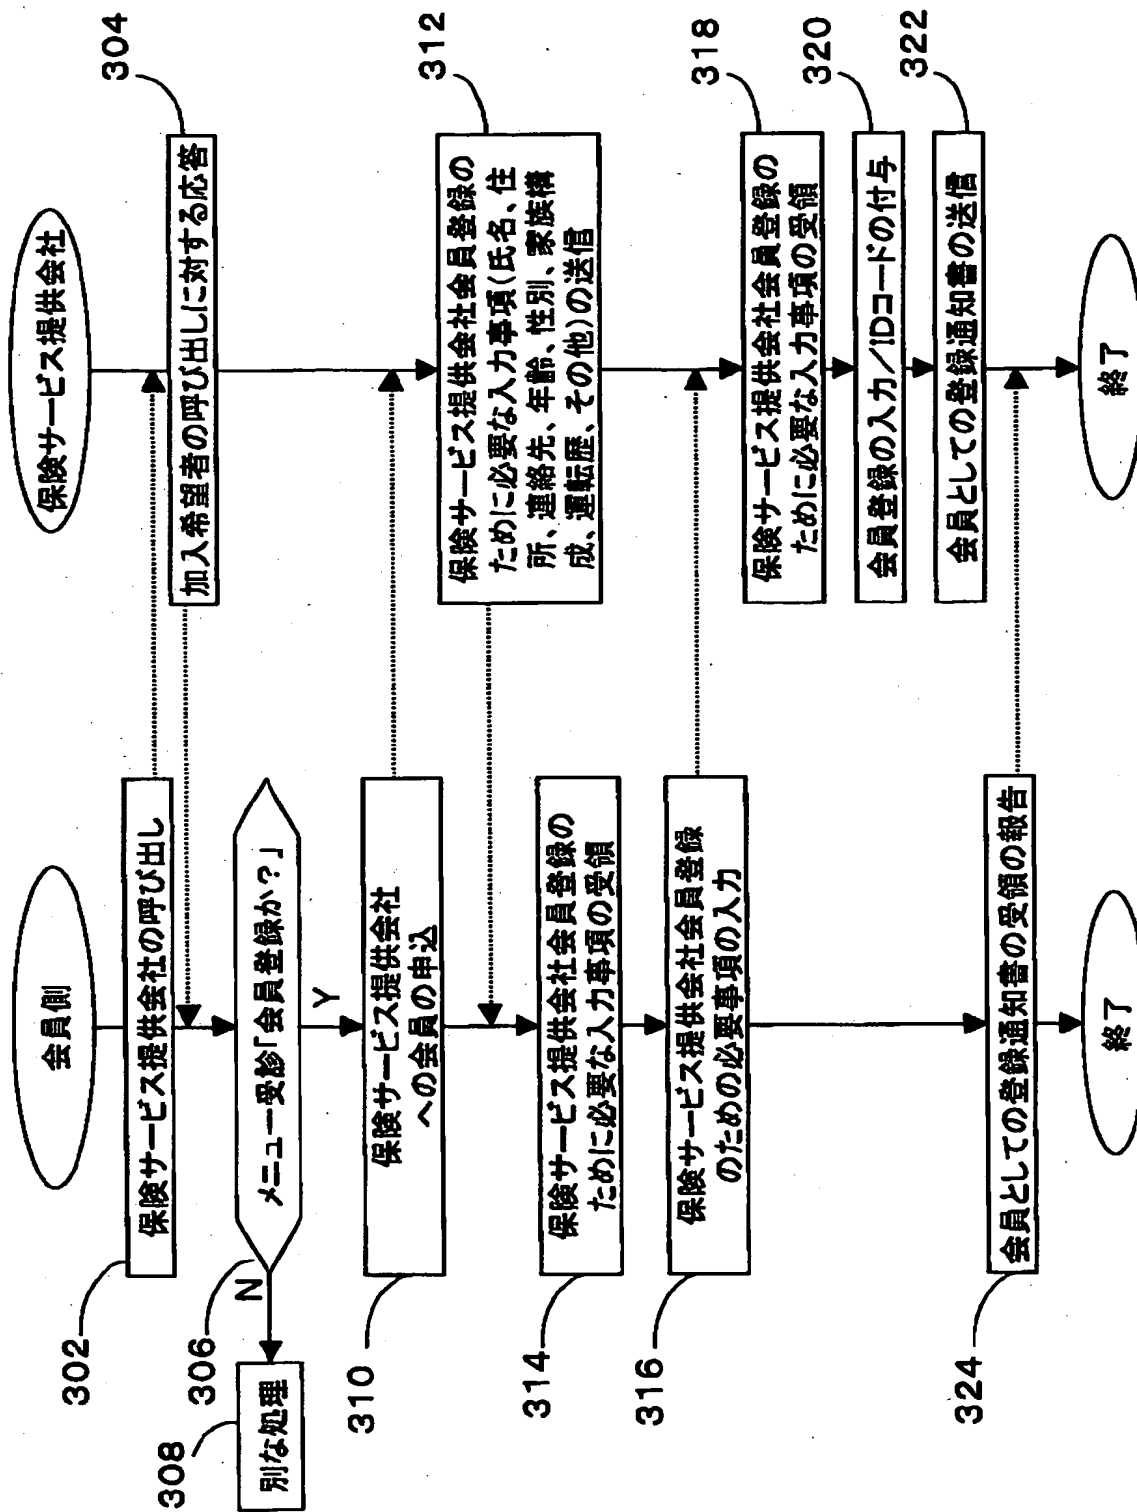 会員側
保険サービス提供会社
302
保険サービス提供会社の呼び出し
304
加入希望者の呼び出しに対する応答
306
メニュー受診「会員登録か?」
N
Y
308
別な処理
310
保険サービス提供会社
への会員の申込
312
保険サービス提供会社会員登録の
ために必要な入力事項(氏名、住
所、連絡先、年齢、性別、家族構
成、運転歴、その他)の送信
314
保険サービス提供会社会員登録の
ために必要な入力事項の受領
316
保険サービス提供会社会員登録
のための必要事項の入力
318
保険サービス提供会社会員登録の
ために必要な入力事項の受領
320
会員登録の入力/IDコードの付与
322
会員としての登録通知書の送信
324
会員としての登録通知書の受領の報告
終了
終了